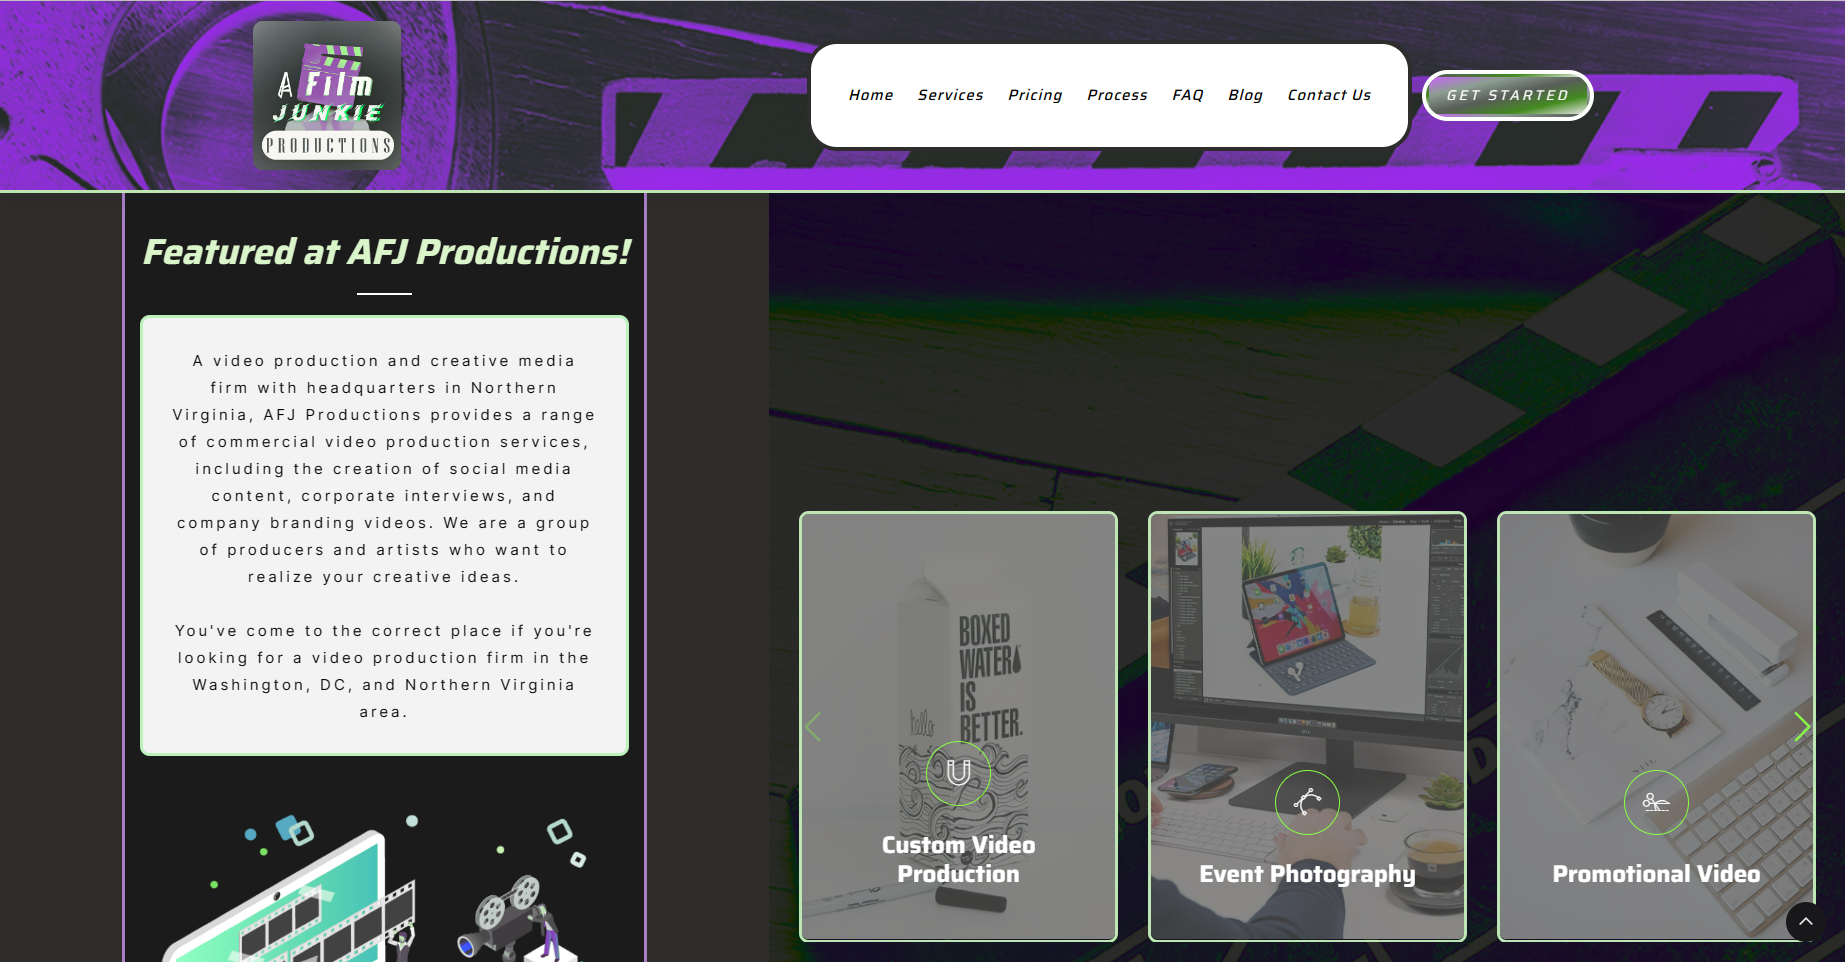 A Film
JUNKIE
PRODUCTIONS
Home Services Pricing Process FAQ Blog Contact Us
GET STARTED
Featured at AFJ Productions!
A video production and creative media
firm with headquarters in Northern
Virginia, AFJ Productions provides a range
of commercial video production services,
including the creation of social media
content, corporate interviews, and
company branding videos. We are a group
of producers and artists who want to
realize your creative ideas.
You've come to the correct place if you're
looking for a video production firm in the
Washington, DC, and Northern Virginia
area.
BOXED
WATER
IS
BETTER.
hello
Custom Video
Production
Event Photography
Promotional Video